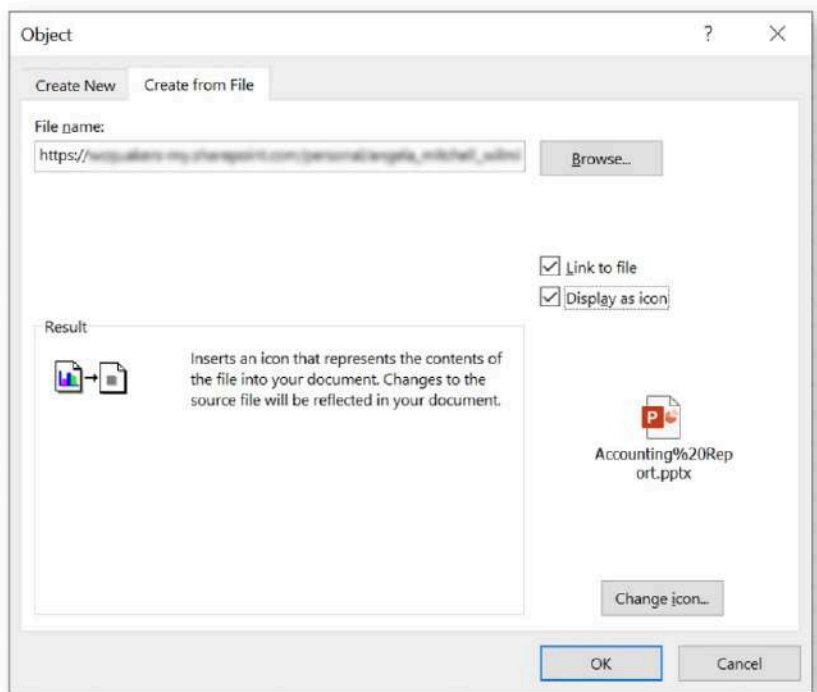 Object
?
Create New
Create from File
File name:
https://
Browse...
Link to file
Display as icon
Result
Inserts an icon that represents the contents of
the file into your document. Changes to the
source file will be reflected in your document.
P
Accounting%20Rep
ort.pptx
Change icon...
OK
Cancel